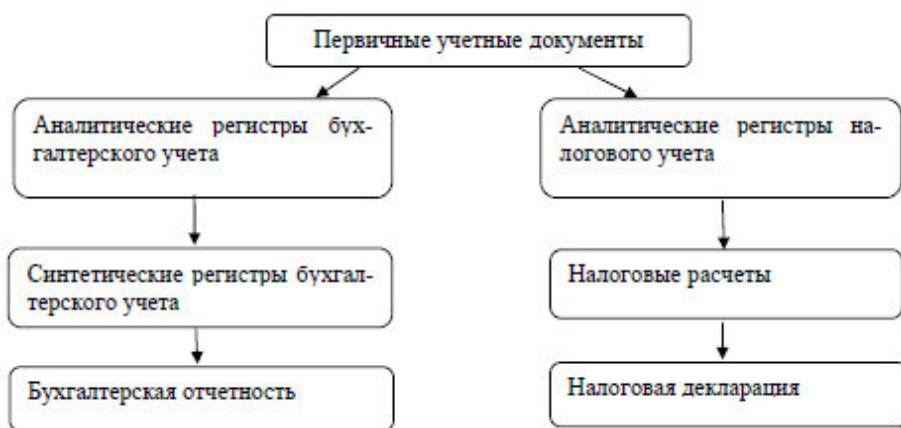 Первичные учетные документы
Аналитические регистры бух-
галтерского учета
Аналитические регистры на-
логового учета
Синтетические регистры бухгал-
терского учета
Налоговые расчеты
Бухгалтерская отчетность
Налоговая декларация